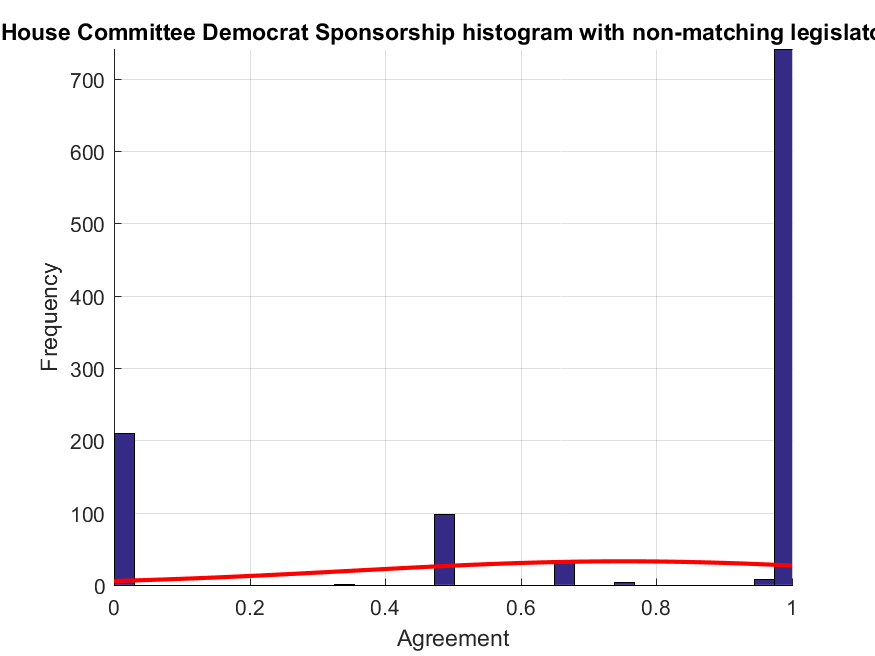 House Committee Democrat Sponsorship histogram with non-matching legislato
700
600
500
400
300
200
100
0
0 0.2 0.4 0.6 0.8 1
Frequency
Agreement